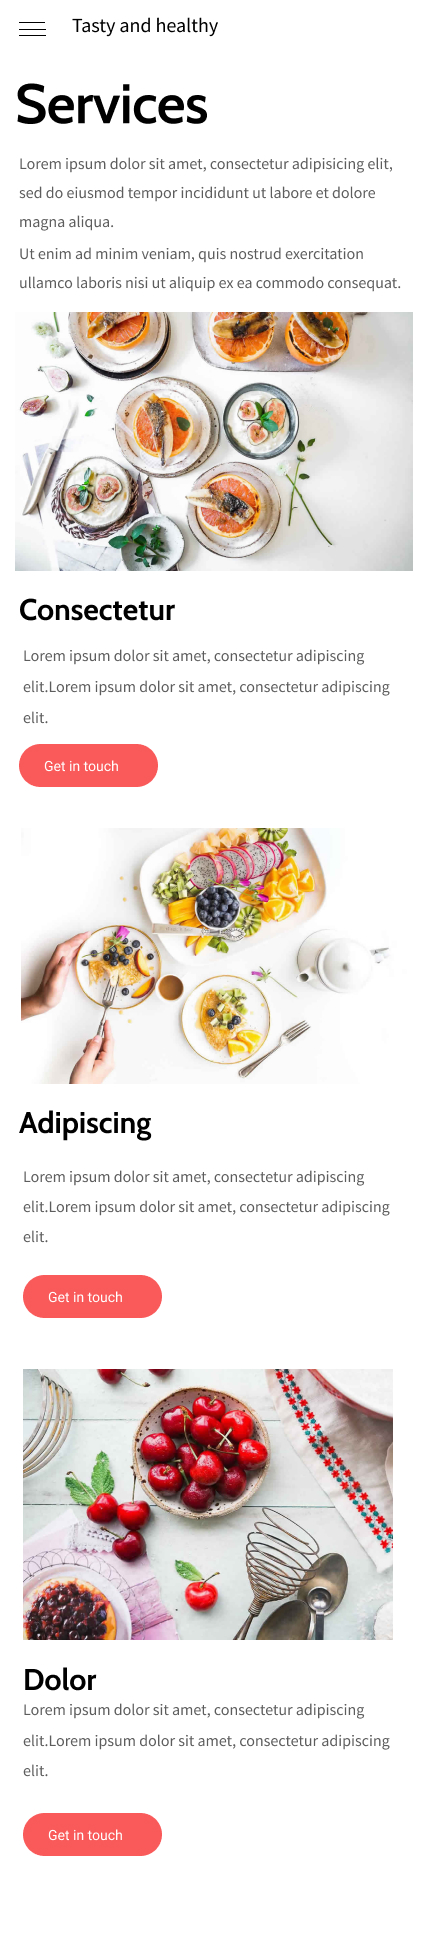 Tasty and healthy
Services
Lorem ipsum dolor sit amet, consectetur adipisicing elit,
sed do eiusmod tempor incididunt ut labore et dolore
magna aliqua.
Ut enim ad minim veniam, quis nostrud exercitation
ullamco laboris nisi ut aliquip ex ea commodo consequat.
Consectetur
Lorem ipsum dolor sit amet, consectetur adipiscing
elit.Lorem ipsum dolor sit amet, consectetur adipiscing
elit.
Get in touch
Adipiscing
Lorem ipsum dolor sit amet, consectetur adipiscing
elit.Lorem ipsum dolor sit amet, consectetur adipiscing
elit.
Get in touch
Dolor
Lorem ipsum dolor sit amet, consectetur adipiscing
elit.Lorem ipsum dolor sit amet, consectetur adipiscing
elit.
Get in touch